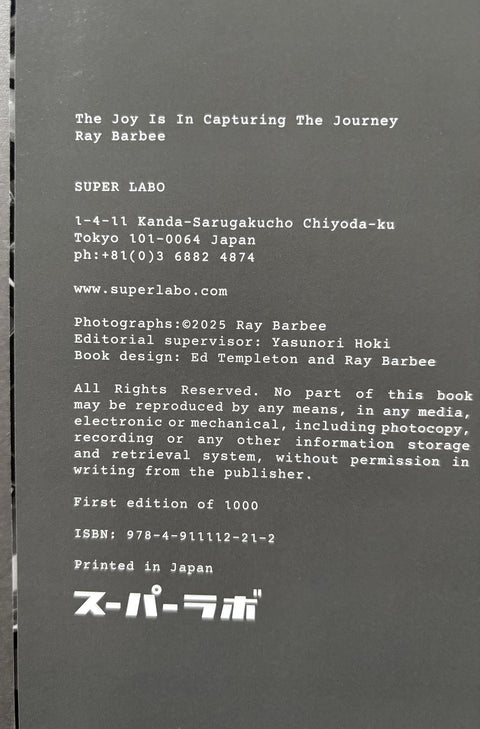 The Joy Is In Capturing The Journey
Ray Barbee
SUPER LABO
1-4-11 Kanda-Sarugakucho Chiyoda-ku
Tokyo 101-0064 Japan
ph:+81(0)3 6882 4874
www.superlabo.com
Photographs:©2025 Ray Barbee
Editorial supervisor: Yasunori Hoki
Book design: Ed Templeton and Ray Barbee
All Rights Reserved. No part of this book
may be reproduced by any means, in any media,
electronic or mechanical, including photocopy,
recording or any other information storage
and retrieval system, without permission in
writing from the publisher.
First edition of 1000
ISBN: 978-4-911112-21-2
Printed in Japan
スーパーラボ